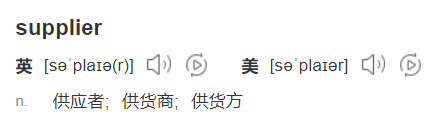 supplier
英 [səˈplaɪə(r)] 美 [səˈplaɪər]
n. 供应者; 供货商; 供货方